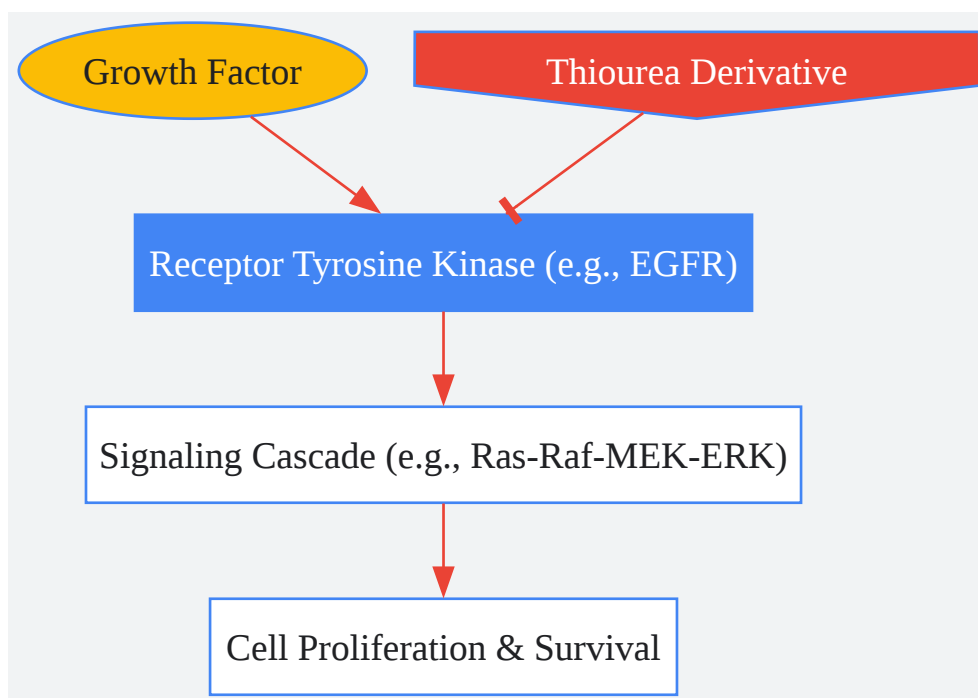 Growth Factor
Thiourea Derivative
Receptor Tyrosine Kinase (e.g., EGFR)
Signaling Cascade (e.g., Ras-Raf-MEK-ERK)
Cell Proliferation & Survival